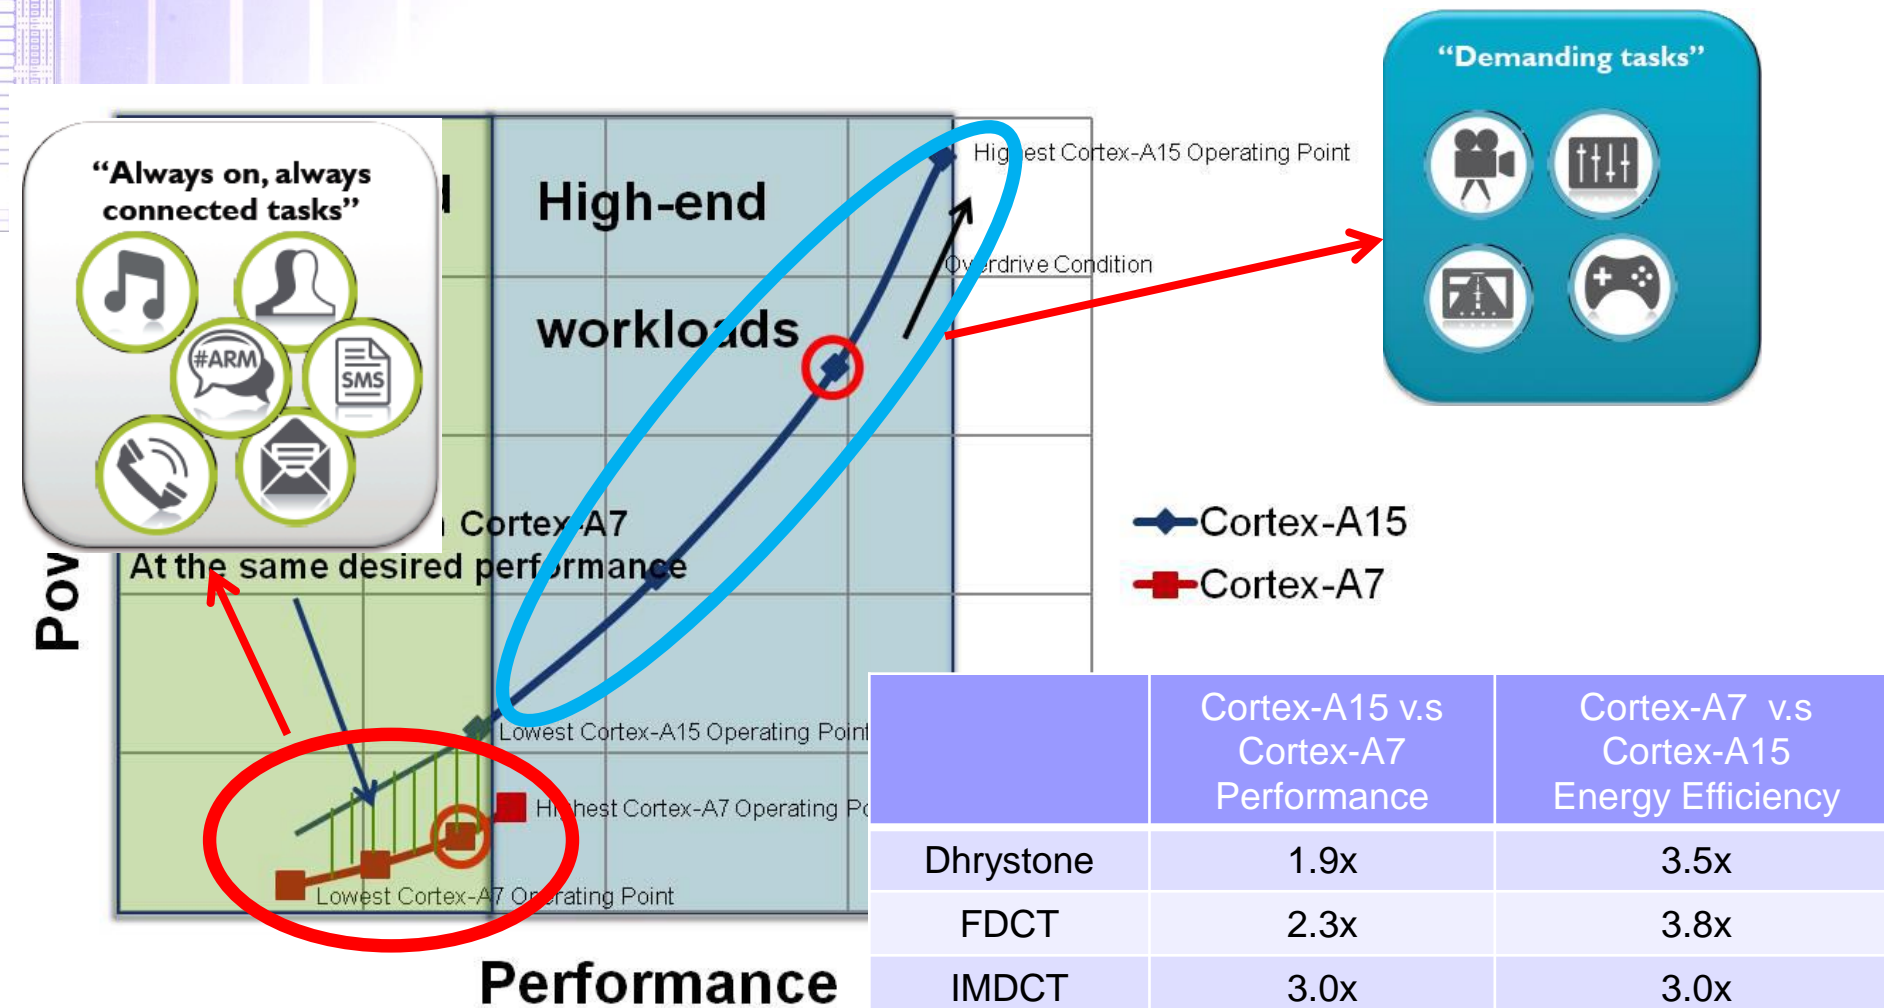 “Demanding tasks”
“Always on, always
connected tasks”
#ARM
SMS
High-end
workloads
Highest Cortex-A15 Operating Point
Overdrive Condition
Cortex-A7
At the same desired performance
Lowest Cortex-A15 Operating Point
Highest Cortex-A7 Operating
Lowest Cortex-A7 Operating Point
Pow
Performance
Cortex-A15
Cortex-A7
Cortex-A15 v.s
Cortex-A7
Performance
Cortex-A7 v.s
Cortex-A15
Energy Efficiency
Dhrystone 1.9x 3.5x
FDCT 2.3x 3.8x
IMDCT 3.0x 3.0x